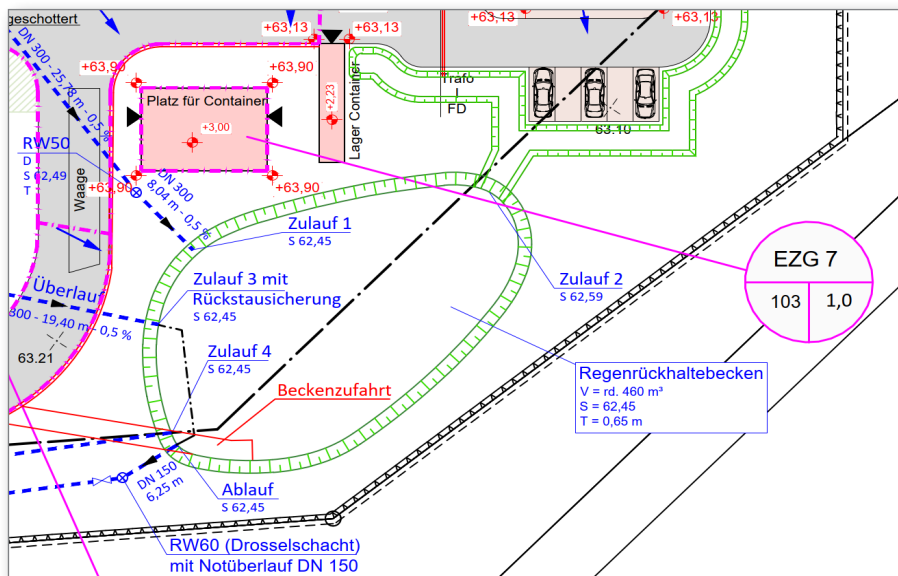 geschottert
DN 300 - 25,78 m - 0,5 %
+63,13
+63,13
+63,13
+63,13
+63,90
+63,90
Platz für Container
+3,00
+2,23
Lager Container
Trafo
FD
63.10
RW50
D
S 62,49
T
Waage
+63,90
+63,90
DN 300
8,04 m - 0,5 %
Zulauf 1
S 62,45
Zulauf 2
S 62,59
EZG 7
103
1,0
Zulauf 3 mit
Rückstausicherung
S 62,45
Überlauf
300 - 19,40 m - 0,5 %
63.21
Zulauf 4
S 62,45
Beckenzufahrt
Regenrückhaltebecken
V = rd. 460 m³
S = 62,45
T = 0,65 m
DN 150
6,25 m
Ablauf
S 62,45
RW60 (Drosselschacht)
mit Notüberlauf DN 150